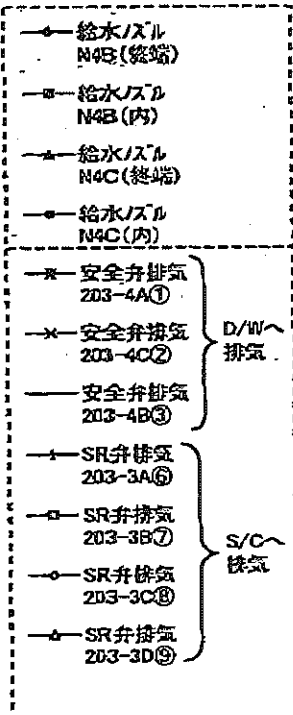 給水ノズル
N4B(終端)
給水ノズル
N4B(内)
給水ノズル
N4C(終端)
給水ノズル
N4C(内)
安全弁排気
203-4A①
安全弁排気
203-4C②
安全弁排気
203-4B③
D/Wへ
排気
SR弁排気
203-3A⑥
SR弁排気
203-3B⑦
SR弁排気
203-3C⑧
SR弁排気
203-3D⑨
S/Cへ
排気